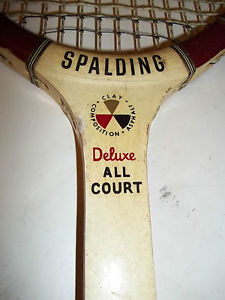 SPALDING
CLAY • ASPHALT • COMPOSITION •
Deluxe
ALL
COURT